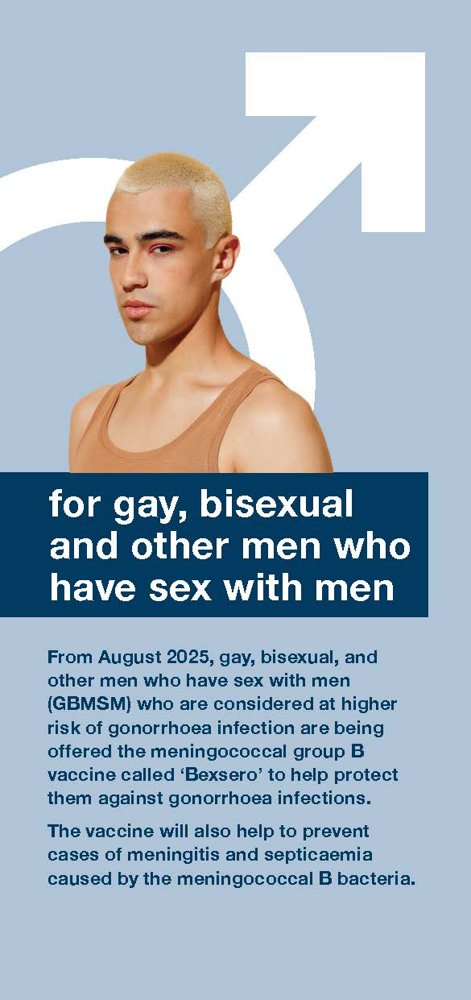 for gay, bisexual
and other men who
have sex with men
From August 2025, gay, bisexual, and
other men who have sex with men
(GBMSM) who are considered at higher
risk of gonorrhoea infection are being
offered the meningococcal group B
vaccine called ‘Bexsero’ to help protect
them against gonorrhoea infections.
The vaccine will also help to prevent
cases of meningitis and septicaemia
caused by the meningococcal B bacteria.